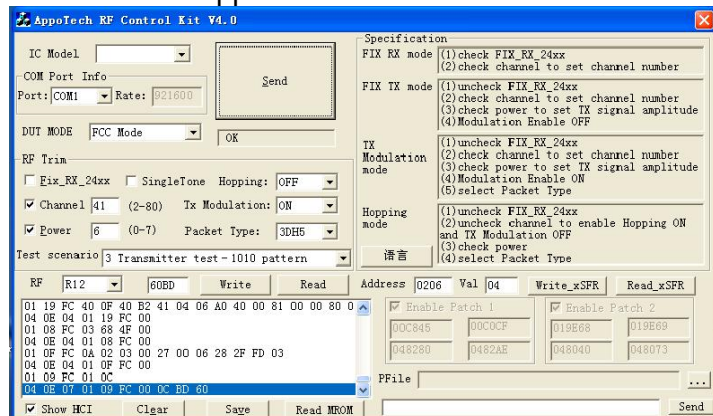 AppoTech RF Control Kit V4.0
IC Model
COM Port Info
Port: COM1 Rate: 921600
Send
DUT MODE FCC Mode
OK
RF Trim
Fix_RX_24xx SingleTone Hopping: OFF
Channel 41 (2-80) Tx Modulation: ON
Power 6 (0-7) Packet Type: 3DH5
Test scenario 3 Transmitter test-1010 pattern
Specification
FIX RX mode (1)check FIX_RX_24xx
(2)check channel to set channel number
FIX TX mode (1)uncheck FIX_RX_24xx
(2)check channel to set channel number
(3)check power to set TX signal amplitude
(4)Modulation Enable OFF
TX Modulation mode (1)uncheck FIX_RX_24xx
(2)check channel to set channel number
(3)check power to set TX signal amplitude
(4)Modulation Enable ON
(5)select Packet Type
Hopping mode (1)uncheck FIX_RX_24xx
(2)uncheck channel to enable Hopping ON
and TX Modulation OFF
(3)check power
(4)select Packet Type
语言
RF R12 60BD Write Read Address 0206 Val 04 Write_xSFR Read_xSFR
01 19 FC 40 0F 40 B2 41 04 06 A0 40 00 81 00 00 80 0
04 0E 04 01 19 FC 00
01 08 FC 03 68 4F 00
04 0E 04 01 08 FC 00
01 0F FC 0A 02 03 00 27 00 06 28 2F FD 03
04 0E 04 01 0F FC 00
01 09 FC 01 0C
04 0E 07 01 09 FC 00 0C BD 60
Enable Patch 1 Enable Patch 2
00C845 00C0CF 019E68 019E69
048280 0482AE 048040 048073
PFile ...
Show HCI Clear Save Read MROM Send